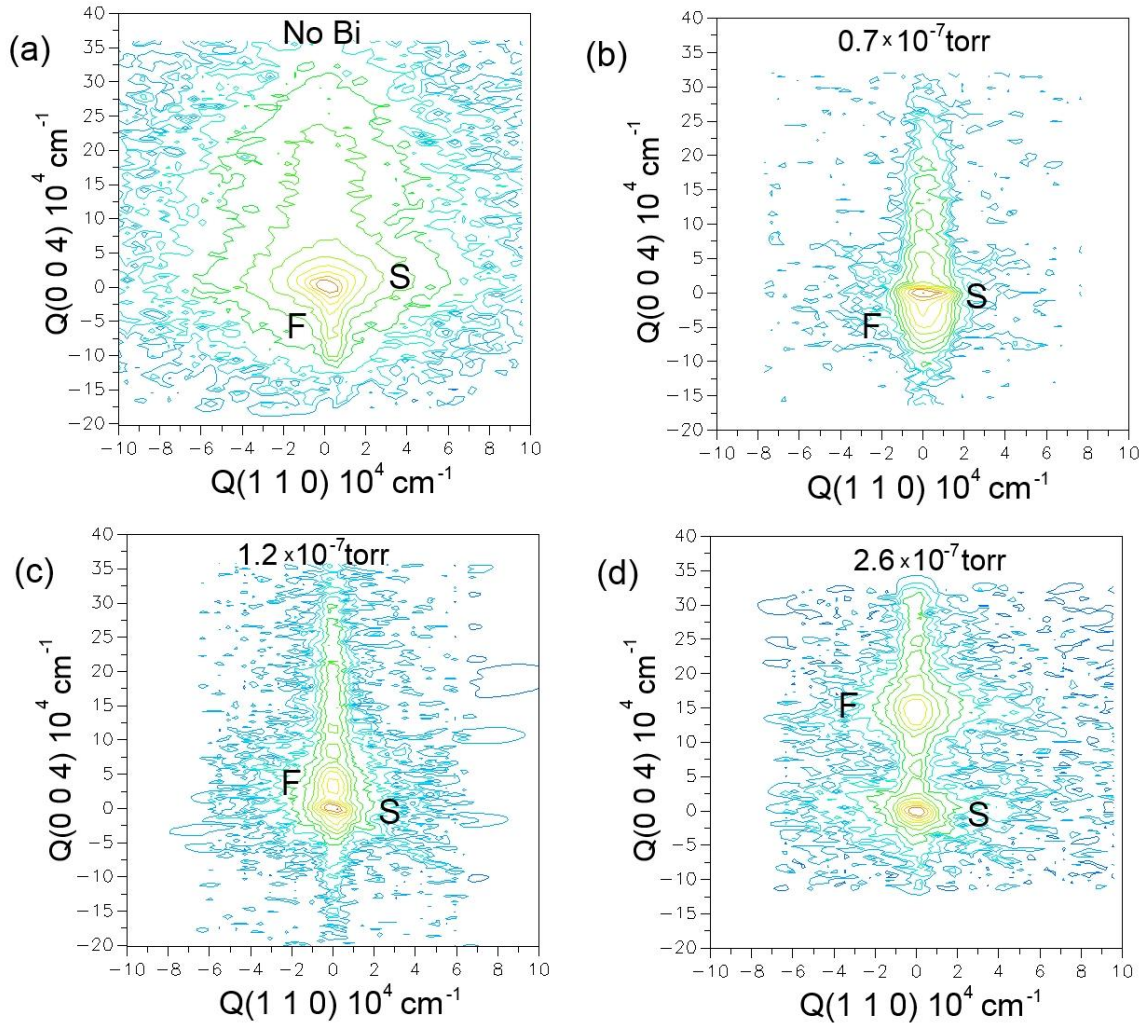 (a)
No Bi
40
35
30
25
20
15
10
5
0
−5
−10
−15
−20
Q(0 0 4) 10⁴ cm⁻¹
S
F
−10 −8 −6 −4 −2 0 2 4 6 8 10
Q(1 1 0) 10⁴ cm⁻¹
(b)
0.7×10⁻⁷torr
40
35
30
25
20
15
10
5
0
−5
−10
−15
−20
Q(0 0 4) 10⁴ cm⁻¹
S
F
−10 −8 −6 −4 −2 0 2 4 6 8 10
Q(1 1 0) 10⁴ cm⁻¹
(c)
1.2×10⁻⁷torr
40
35
30
25
20
15
10
5
0
−5
−10
−15
−20
Q(0 0 4) 10⁴ cm⁻¹
F
S
−10 −8 −6 −4 −2 0 2 4 6 8 10
Q(1 1 0) 10⁴ cm⁻¹
(d)
2.6×10⁻⁷torr
40
35
30
25
20
15
10
5
0
−5
−10
−15
−20
Q(0 0 4) 10⁴ cm⁻¹
F
S
−10 −8 −6 −4 −2 0 2 4 6 8 10
Q(1 1 0) 10⁴ cm⁻¹